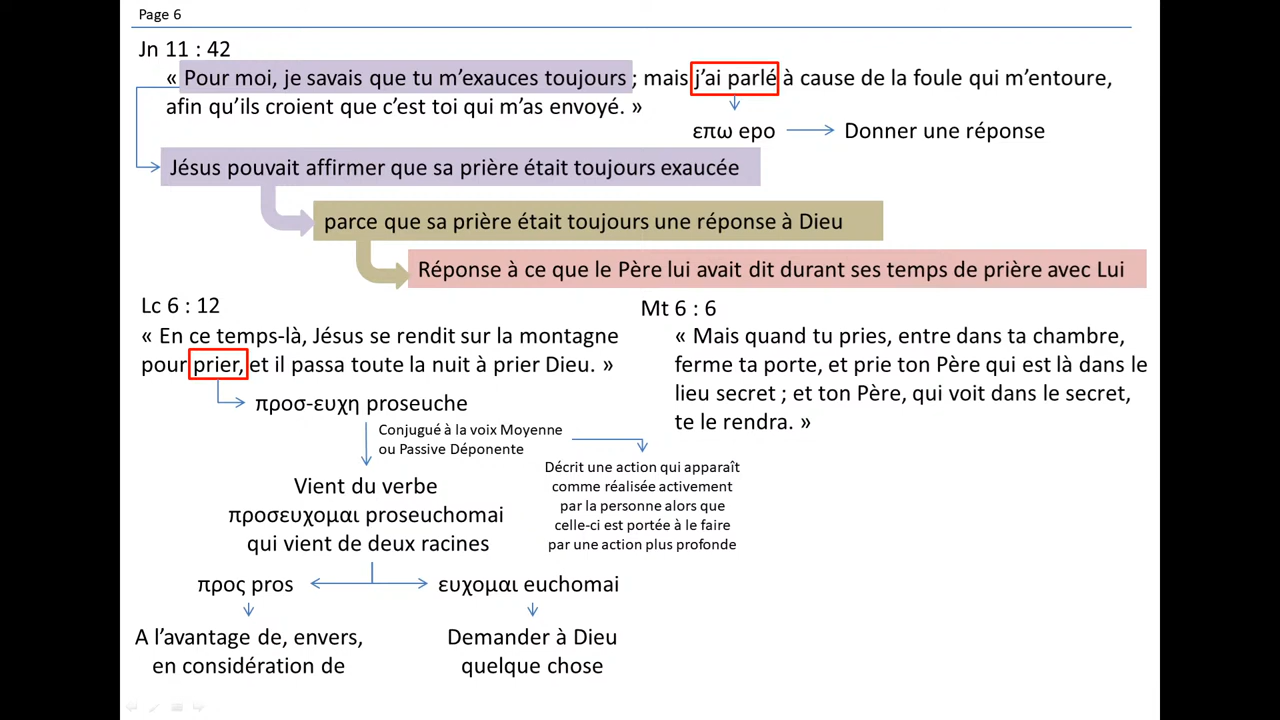 Page 6
Jn 11 : 42
« Pour moi, je savais que tu m’exauces toujours ; mais j’ai parlé à cause de la foule qui m’entoure,
afin qu’ils croient que c’est toi qui m’as envoyé. »
επω epo
Donner une réponse
Jésus pouvait affirmer que sa prière était toujours exaucée
parce que sa prière était toujours une réponse à Dieu
Réponse à ce que le Père lui avait dit durant ses temps de prière avec Lui
Lc 6 : 12
« En ce temps-là, Jésus se rendit sur la montagne
pour prier, et il passa toute la nuit à prier Dieu. »
προσ-ευχη proseuche
Conjugué à la voix Moyenne
ou Passive Déponente
Décrit une action qui apparaît
comme réalisée activement
par la personne alors que
celle-ci est portée à le faire
par une action plus profonde
Vient du verbe
προσευχομαι proseuchomai
qui vient de deux racines
προς pros
A l’avantage de, envers,
en considération de
ευχομαι euchomai
Demander à Dieu
quelque chose
Mt 6 : 6
« Mais quand tu pries, entre dans ta chambre,
ferme ta porte, et prie ton Père qui est là dans le
lieu secret ; et ton Père, qui voit dans le secret,
te le rendra. »